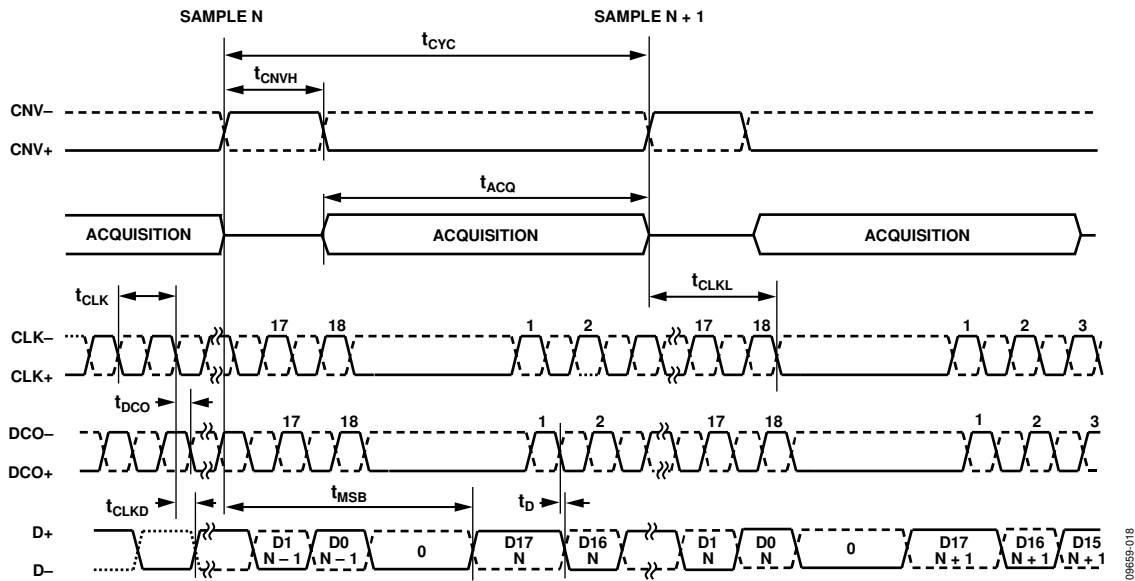 SAMPLE N SAMPLE N + 1
tCYC
tCNVH
CNV–
CNV+
tACQ
ACQUISITION ACQUISITION ACQUISITION
tCLK tCLKL
17 18 1 2 17 18 1 2 3
CLK–
CLK+
tDCO
17 18 1 2 17 18 1 2 3
DCO–
DCO+
tCLKD tMSB tD
D+
D1 D0 0 D17 D16 D1 D0 0 D17 D16 D15
N – 1 N – 1 N N N N N + 1 N + 1 N + 1
D–
09659-018